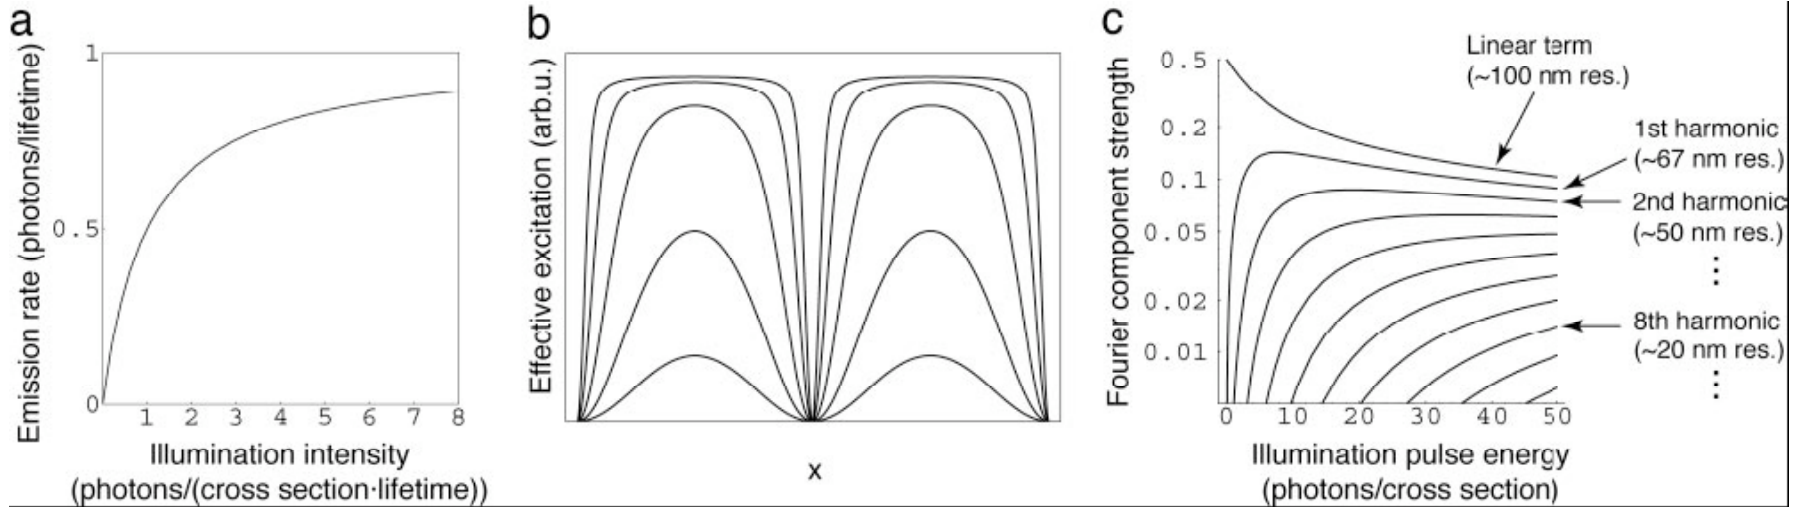 a
Emission rate (photons/lifetime)
1
0.5
0
1 2 3 4 5 6 7 8
Illumination intensity
(photons/(cross section·lifetime))
b
Effective excitation (arb.u.)
x
c
Fourier component strength
0.5
0.2
0.1
0.05
0.02
0.01
0 10 20 30 40 50
Illumination pulse energy
(photons/cross section)
Linear term
(~100 nm res.)
1st harmonic
(~67 nm res.)
2nd harmonic
(~50 nm res.)
8th harmonic
(~20 nm res.)